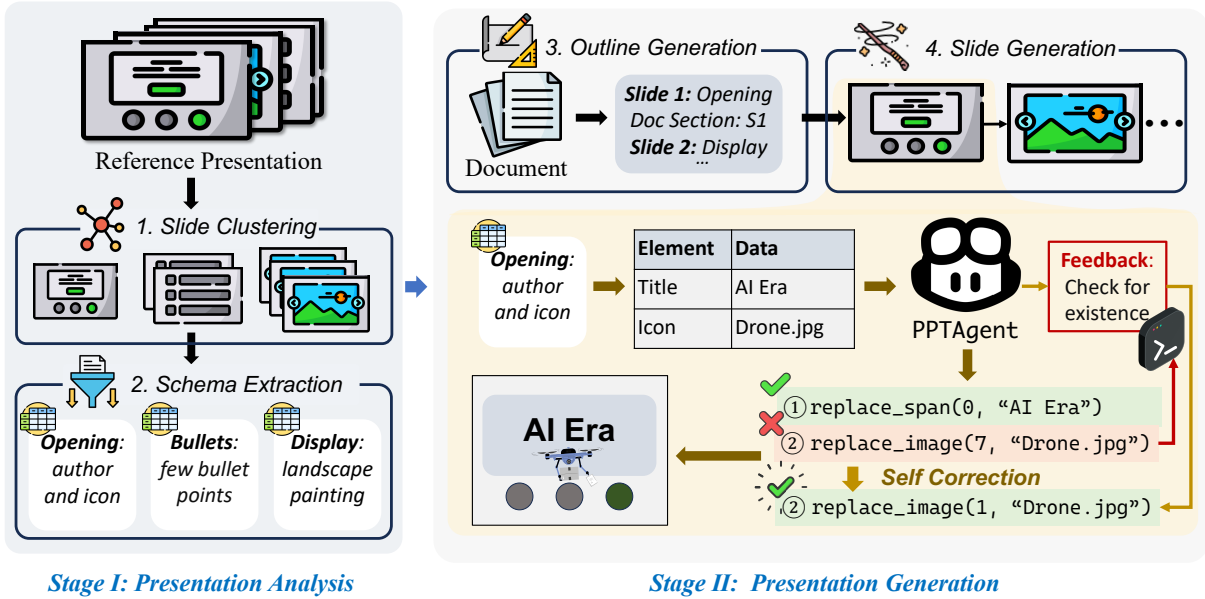 Reference Presentation
1. Slide Clustering
2. Schema Extraction
Opening:
author
and icon
Bullets:
few bullet
points
Display:
landscape
painting
Stage I: Presentation Analysis
3. Outline Generation
Document
Slide 1: Opening
Doc Section: S1
Slide 2: Display
...
4. Slide Generation
Opening:
author
and icon
Element Data
Title AI Era
Icon Drone.jpg
PPTAgent
Feedback:
Check for
existence
① replace_span(0, “AI Era”)
② replace_image(7, “Drone.jpg”)
Self Correction
② replace_image(1, “Drone.jpg”)
AI Era
Stage II: Presentation Generation